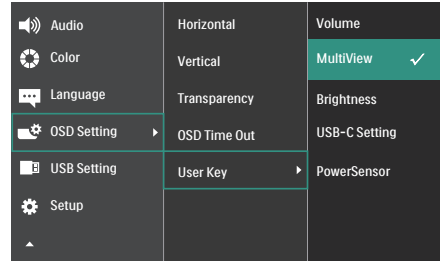 Audio
Color
Language
OSD Setting
USB Setting
Setup
Horizontal
Vertical
Transparency
OSD Time Out
User Key
Volume
MultiView
Brightness
USB-C Setting
PowerSensor